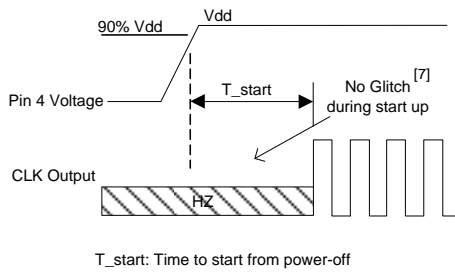 90% Vdd
Vdd
T_start
No Glitch [7]
during start up
Pin 4 Voltage
CLK Output
HZ
T_start: Time to start from power-off